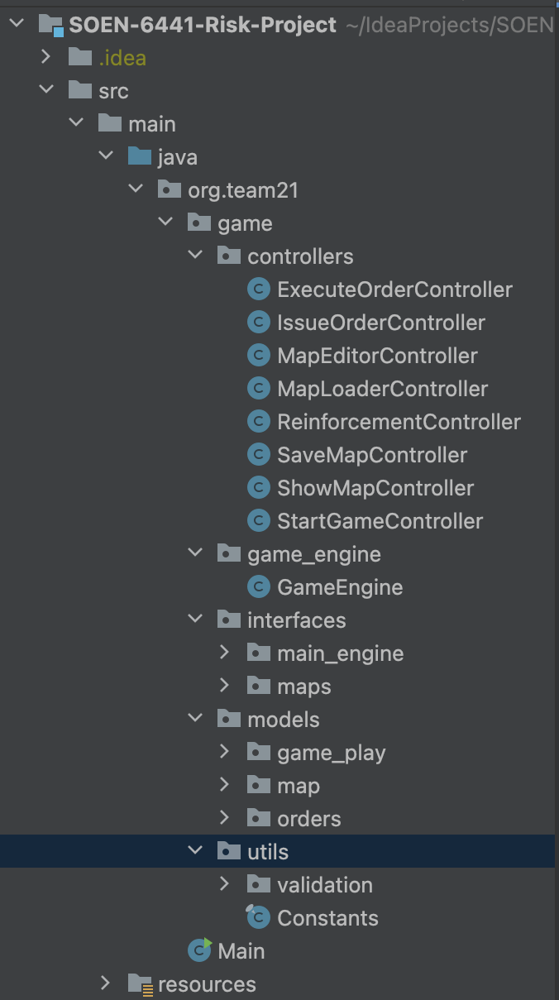 SOEN-6441-Risk-Project ~/IdeaProjects/SOEN
.idea
src
main
java
org.team21
game
controllers
C ExecuteOrderController
C IssueOrderController
C MapEditorController
C MapLoaderController
C ReinforcementController
C SaveMapController
C ShowMapController
C StartGameController
game_engine
C GameEngine
interfaces
main_engine
maps
models
game_play
map
orders
utils
validation
C Constants
C Main
resources